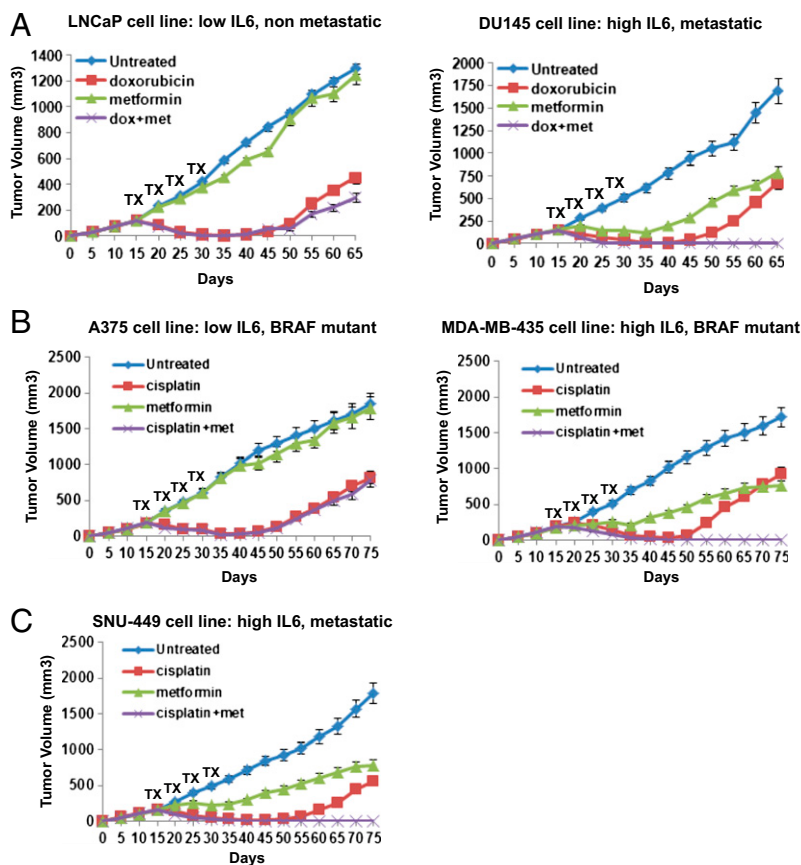 A
LNCaP cell line: low IL6, non metastatic
Tumor Volume (mm3)
1400
1200
1000
800
600
400
200
0
Untreated
doxorubicin
metformin
dox+met
TX TX TX TX
0 5 10 15 20 25 30 35 40 45 50 55 60 65
Days
DU145 cell line: high IL6, metastatic
Tumor Volume (mm3)
2000
1750
1500
1250
1000
750
500
250
0
Untreated
doxorubicin
metformin
dox+met
TX TX TX TX
0 5 10 15 20 25 30 35 40 45 50 55 60 65
Days
B
A375 cell line: low IL6, BRAF mutant
Tumor Volume (mm3)
2500
2000
1500
1000
500
0
Untreated
cisplatin
metformin
cisplatin+met
TX TX TX TX
0 5 10 15 20 25 30 35 40 45 50 55 60 65 70 75
Days
MDA-MB-435 cell line: high IL6, BRAF mutant
Tumor Volume (mm3)
2500
2000
1500
1000
500
0
Untreated
cisplatin
metformin
cisplatin+met
TX TX TX TX
0 5 10 15 20 25 30 35 40 45 50 55 60 65 70 75
Days
C
SNU-449 cell line: high IL6, metastatic
Tumor Volume (mm3)
2500
2000
1500
1000
500
0
Untreated
cisplatin
metformin
cisplatin+met
TX TX TX TX
0 5 10 15 20 25 30 35 40 45 50 55 60 65 70 75
Days